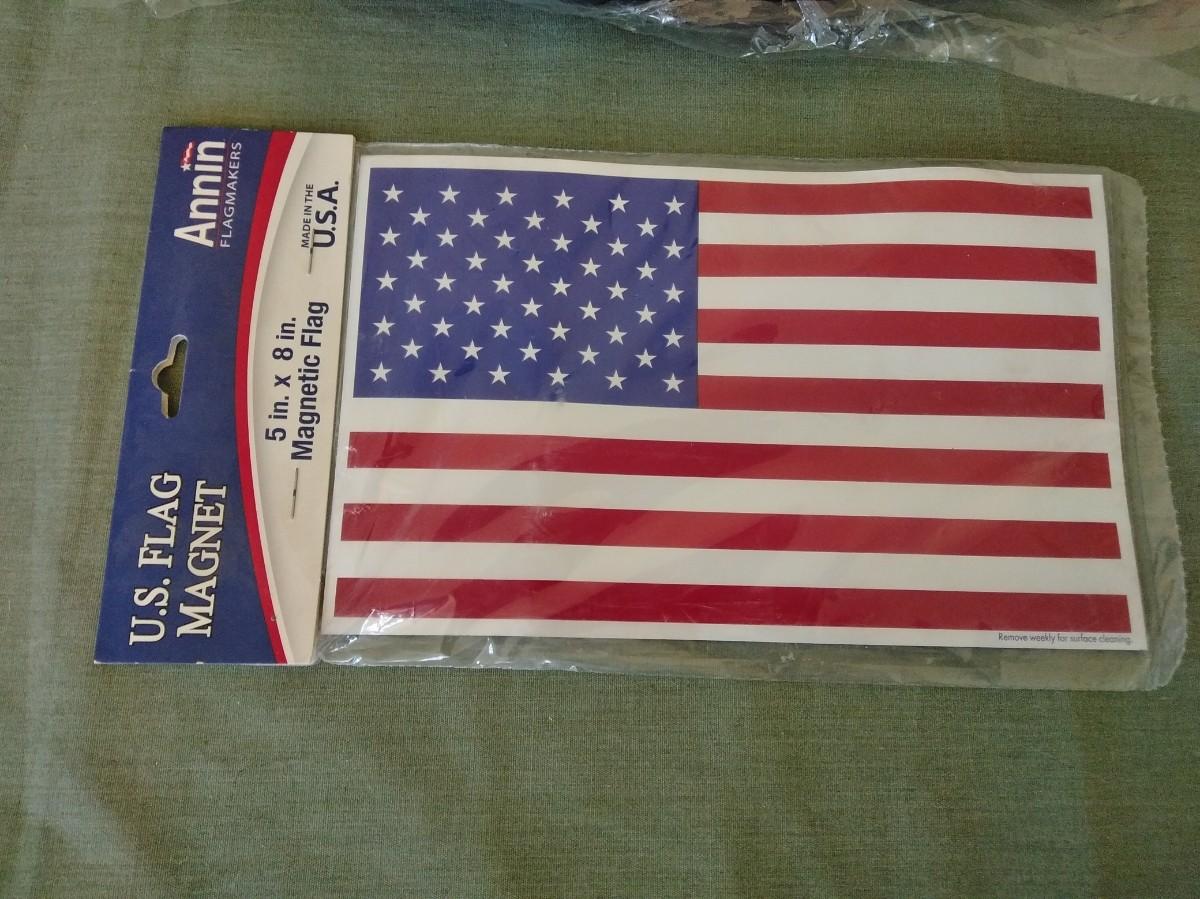 Annin
FLAGMAKERS
U.S. FLAG
MAGNET
MADE IN THE
U.S.A.
5 in. x 8 in.
Magnetic Flag
Remove weekly for surface cleaning.